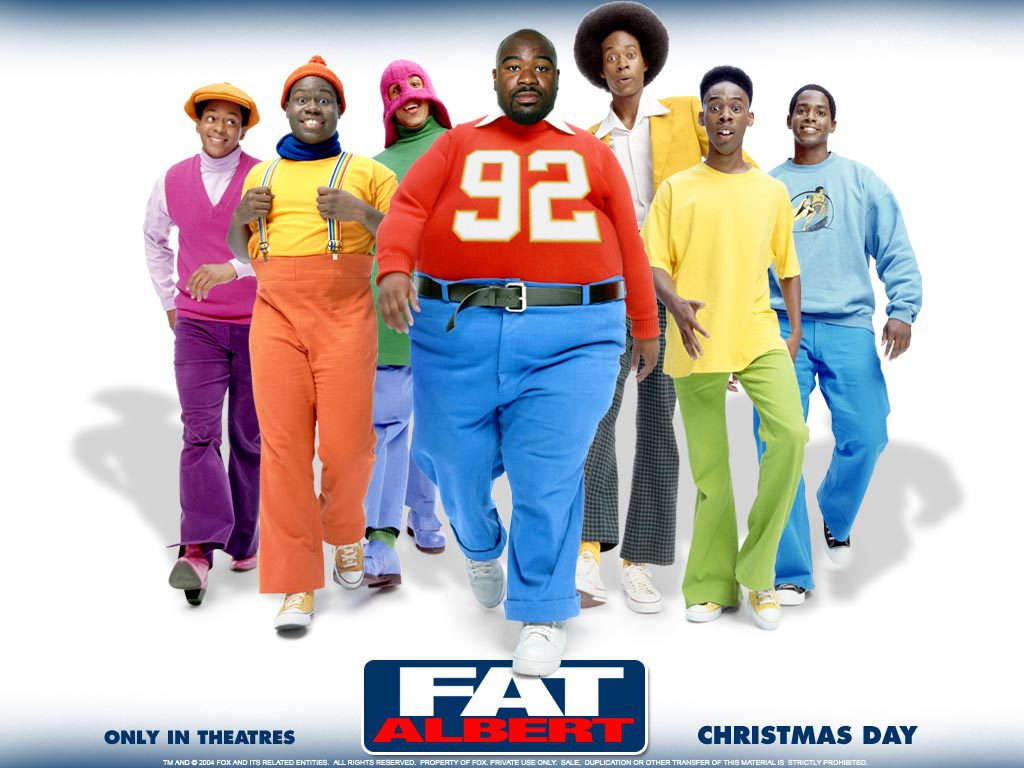 92
FAT
ALBERT
ONLY IN THEATRES
CHRISTMAS DAY
TM AND © 2004 FOX AND ITS RELATED ENTITIES. ALL RIGHTS RESERVED. PROPERTY OF FOX. PRIVATE USE ONLY. SALE, DUPLICATION OR OTHER TRANSFER OF THIS MATERIAL IS STRICTLY PROHIBITED.